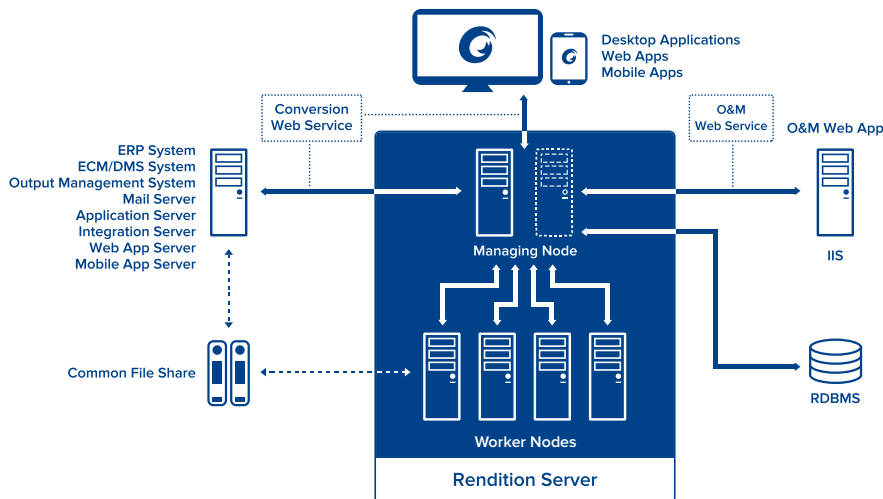 Desktop Applications
Web Apps
Mobile Apps
Conversion
Web Service
O&M
Web Service
O&M Web App
ERP System
ECM/DMS System
Output Management System
Mail Server
Application Server
Integration Server
Web App Server
Mobile App Server
Managing Node
IIS
Common File Share
RDBMS
Worker Nodes
Rendition Server